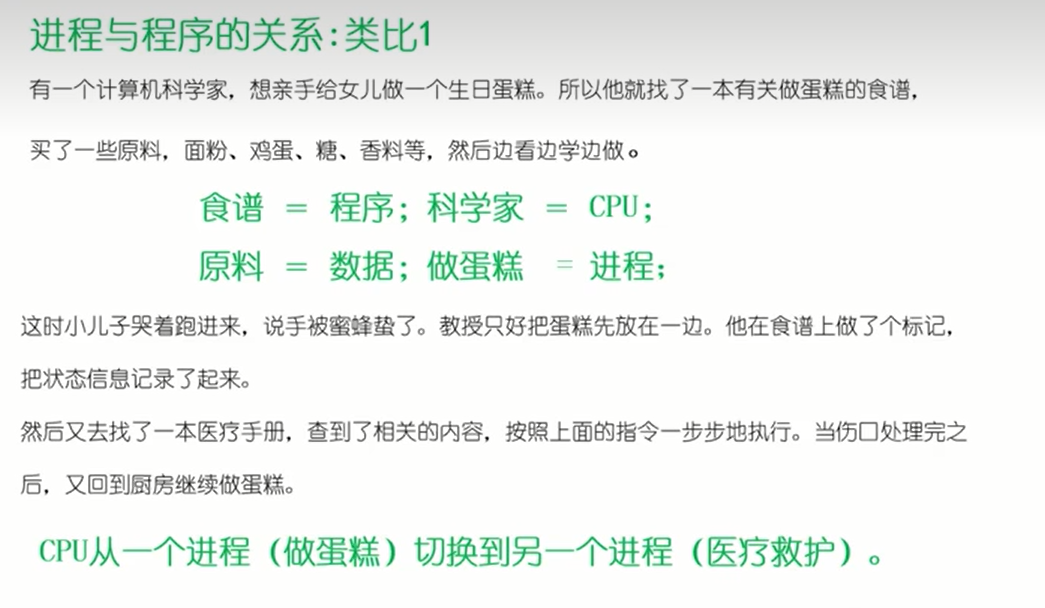 进程与程序的关系:类比1
有一个计算机科学家，想亲手给女儿做一个生日蛋糕。所以他就找了一本有关做蛋糕的食谱，
买了一些原料，面粉、鸡蛋、糖、香料等，然后边看边学边做。
食谱 = 程序; 科学家 = CPU;
原料 = 数据; 做蛋糕 = 进程;
这时小儿子哭着跑进来，说手被蜜蜂蛰了。教授只好把蛋糕先放在一边。他在食谱上做了个标记，
把状态信息记录了起来。
然后又去找了一本医疗手册，查到了相关的内容，按照上面的指令一步步地执行。当伤口处理完之
后，又回到厨房继续做蛋糕。
CPU从一个进程（做蛋糕）切换到另一个进程（医疗救护）。